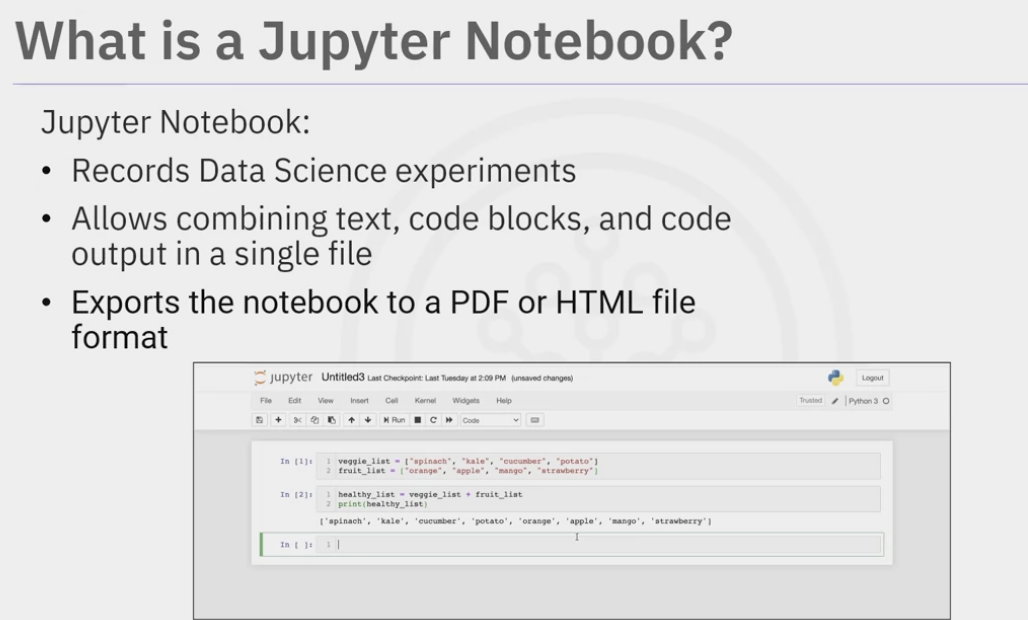 What is a Jupyter Notebook?
Jupyter Notebook:
• Records Data Science experiments
• Allows combining text, code blocks, and code
output in a single file
• Exports the notebook to a PDF or HTML file
format
jupyter Untitled3 Last Checkpoint: Last Tuesday at 2:09 PM (unsaved changes) Logout
File Edit View Insert Cell Kernel Widgets Help Trusted Python 3
Run Code
In [1]: 1 veggie_list = ["spinach", "kale", "cucumber", "potato"]
2 fruit_list = ["orange", "apple", "mango", "strawberry"]
In [2]: 1 healthy_list = veggie_list + fruit_list
2 print(healthy_list)
['spinach', 'kale', 'cucumber', 'potato', 'orange', 'apple', 'mango', 'strawberry']
In [ ]: 1